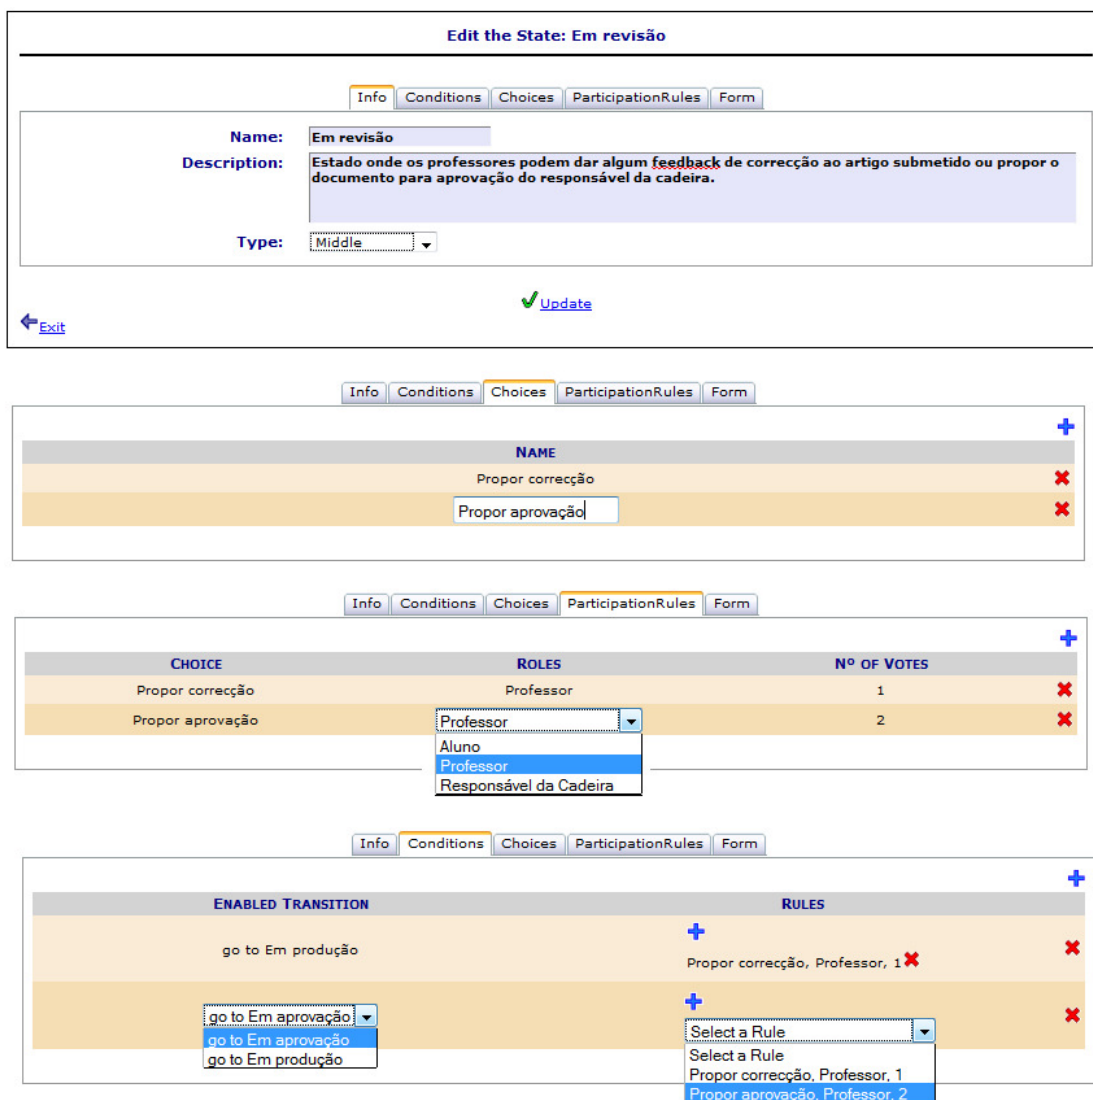 Edit the State: Em revisão
Info Conditions Choices ParticipationRules Form
Name: Em revisão
Description: Estado onde os professores podem dar algum feedback de correcção ao artigo submetido ou propor o
documento para aprovação do responsável da cadeira.
Type: Middle
Update
Exit
Info Conditions Choices ParticipationRules Form
NAME
Propor correcção
Propor aprovação
Info Conditions Choices ParticipationRules Form
CHOICE ROLES Nº OF VOTES
Propor correcção Professor 1
Propor aprovação Professor 2
Aluno
Professor
Responsável da Cadeira
Info Conditions Choices ParticipationRules Form
ENABLED TRANSITION RULES
go to Em produção
Propor correcção, Professor, 1
go to Em aprovação
go to Em aprovação
go to Em produção
Select a Rule
Select a Rule
Propor correcção, Professor, 1
Propor aprovação, Professor, 2